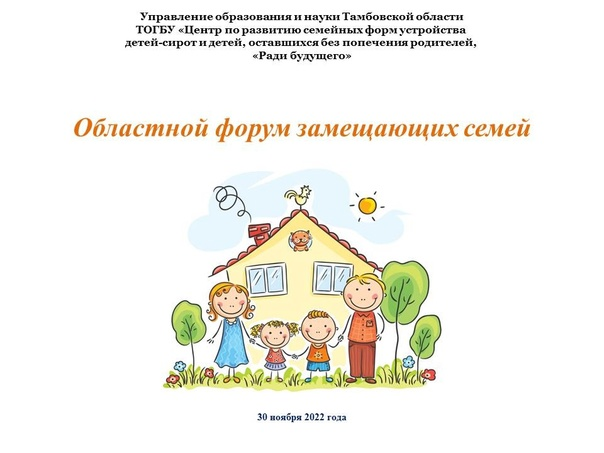 Управление образования и науки Тамбовской области
ТОГБУ «Центр по развитию семейных форм устройства
детей-сирот и детей, оставшихся без попечения родителей,
«Ради будущего»
Областной форум замещающих семей
30 ноября 2022 года